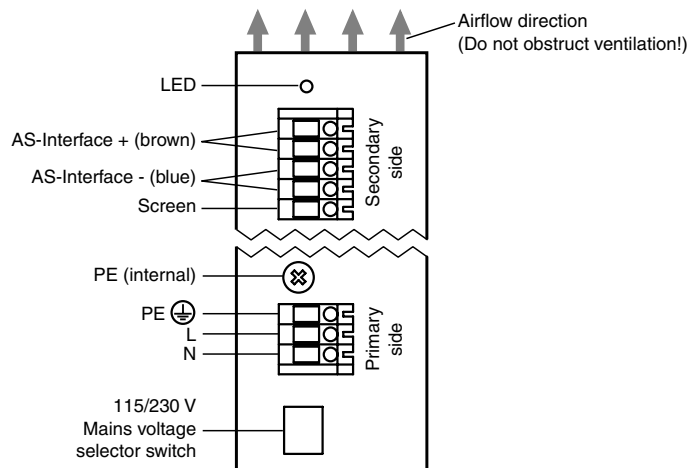 Airflow direction
(Do not obstruct ventilation!)
LED
AS-Interface + (brown)
AS-Interface - (blue)
Screen
Secondary
side
PE (internal)
PE
L
N
Primary
side
115/230 V
Mains voltage
selector switch